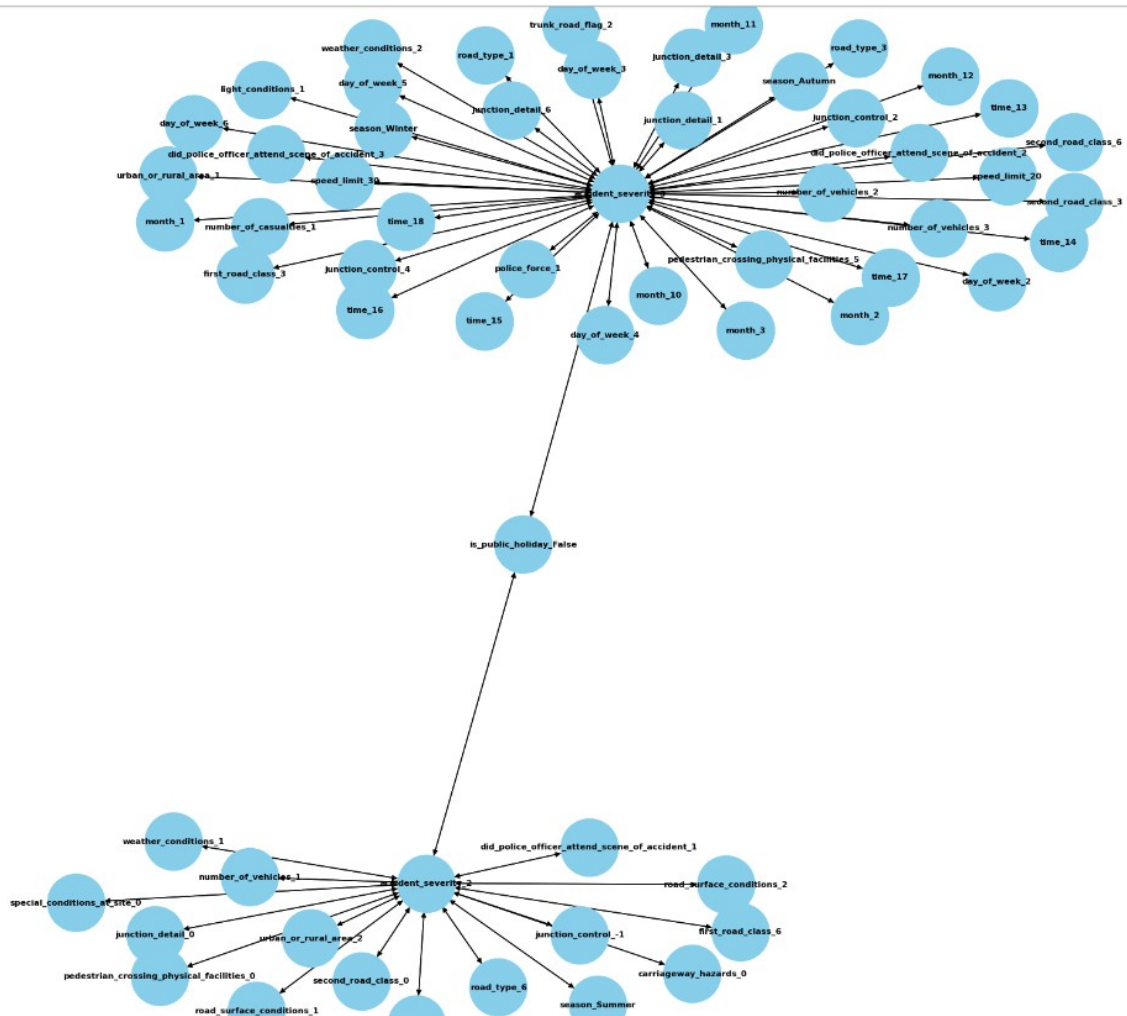 trunk_road_flag_2
month_11
weather_conditions_2
road_type_1
junction_detail_3
road_type_3
day_of_week_3
month_12
light_conditions_1
day_of_week_5
season_Autumn
junction_detail_6
time_13
day_of_week_6
season_Winter
junction_detail_1
junction_control_2
second_road_class_6
did_police_officer_attend_scene_of_accident_3
did_police_officer_attend_scene_of_accident_2
urban_or_rural_area_1
speed_limit_30
speed_limit_20
number_of_vehicles_2
second_road_class_3
month_1
number_of_casualties_1
time_18
number_of_vehicles_3
time_14
first_road_class_3
junction_control_4
police_force_1
pedestrian_crossing_physical_facilities_5
time_17
day_of_week_2
month_10
time_16
time_15
month_2
day_of_week_4
month_3
is_public_holiday_False
weather_conditions_1
did_police_officer_attend_scene_of_accident_1
number_of_vehicles_1
accident_severity_2
road_surface_conditions_2
special_conditions_at_site_0
junction_detail_0
urban_or_rural_area_2
junction_control_-1
first_road_class_6
pedestrian_crossing_physical_facilities_0
second_road_class_0
carriageway_hazards_0
road_type_6
season_Summer
road_surface_conditions_1